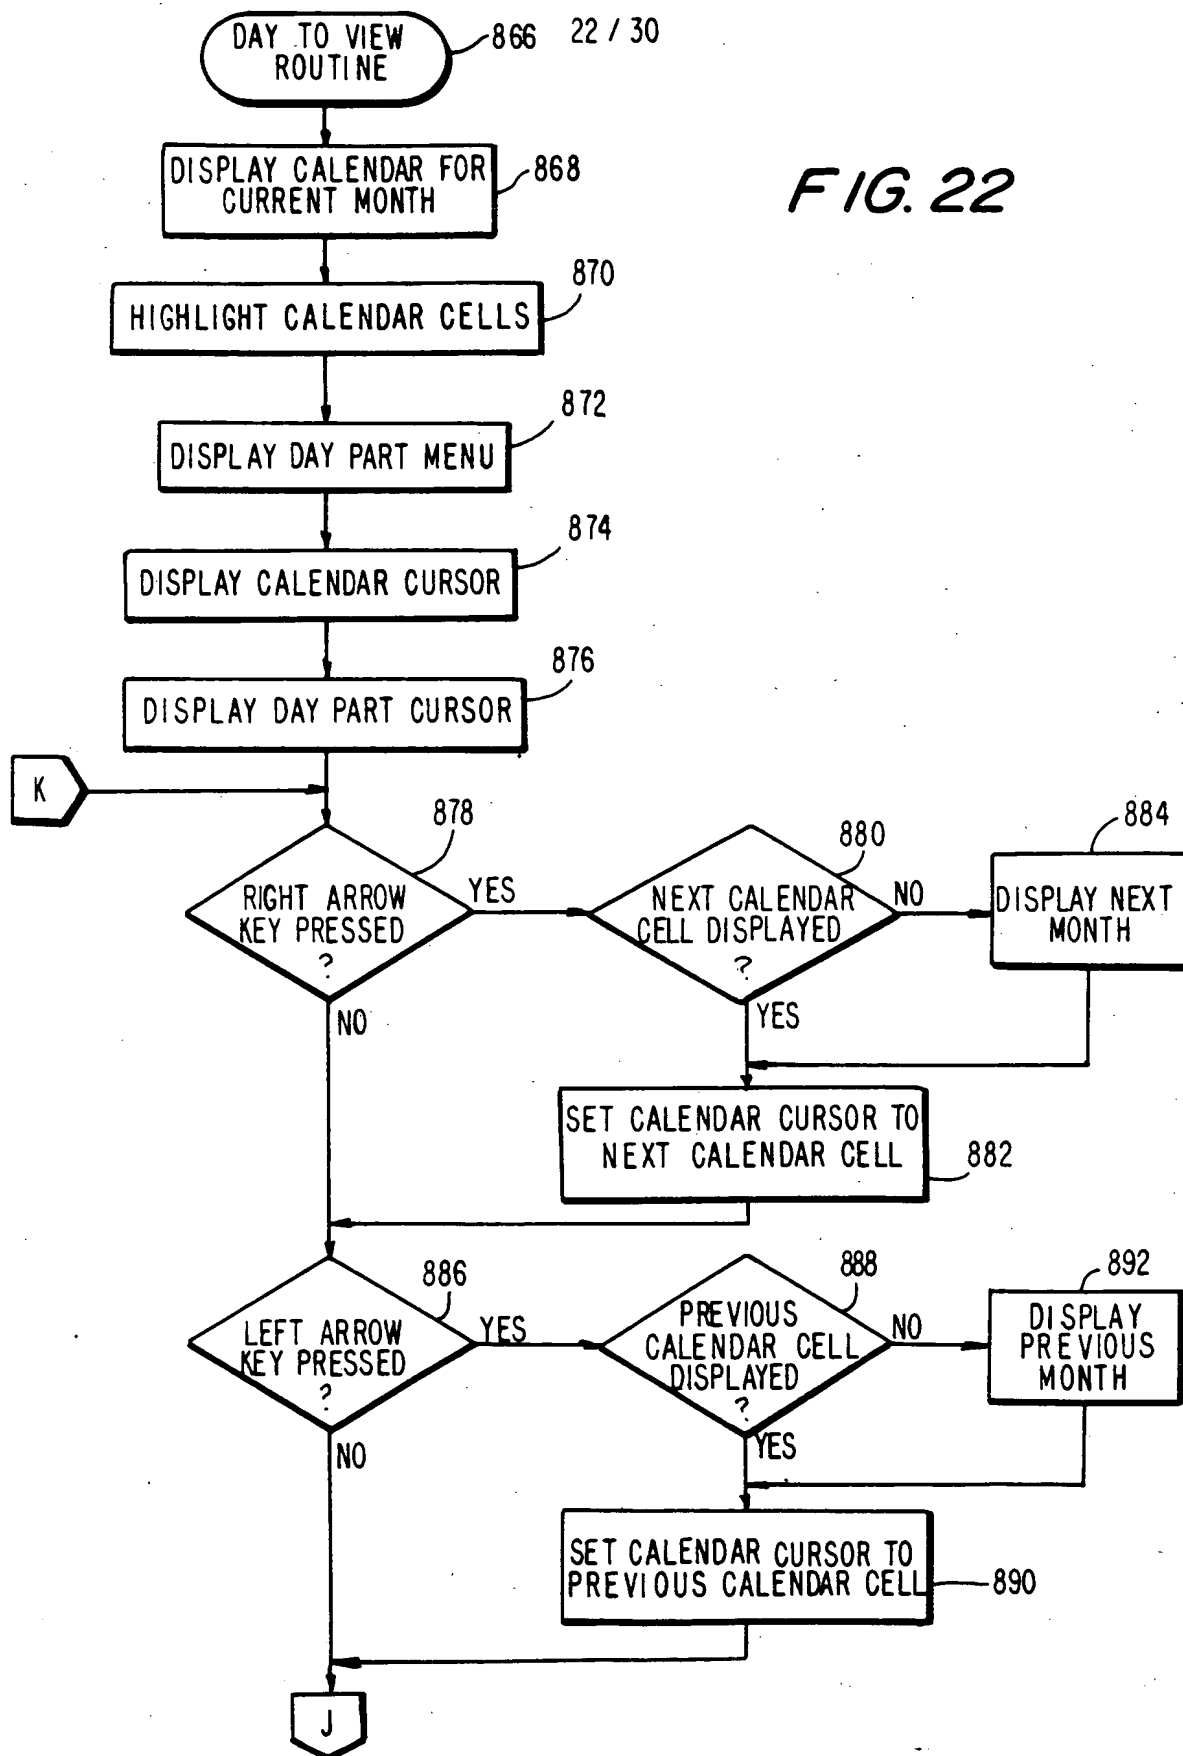 DAY TO VIEW
ROUTINE
866
22 / 30
FIG. 22
DISPLAY CALENDAR FOR
CURRENT MONTH
868
870
HIGHLIGHT CALENDAR CELLS
872
DISPLAY DAY PART MENU
874
DISPLAY CALENDAR CURSOR
876
DISPLAY DAY PART CURSOR
K
878
RIGHT ARROW
KEY PRESSED
?
YES
NO
880
NEXT CALENDAR
CELL DISPLAYED
?
NO
YES
884
DISPLAY NEXT
MONTH
SET CALENDAR CURSOR TO
NEXT CALENDAR CELL
882
886
LEFT ARROW
KEY PRESSED
?
YES
NO
888
PREVIOUS
CALENDAR CELL
DISPLAYED
?
NO
YES
892
DISPLAY
PREVIOUS
MONTH
SET CALENDAR CURSOR TO
PREVIOUS CALENDAR CELL
890
J